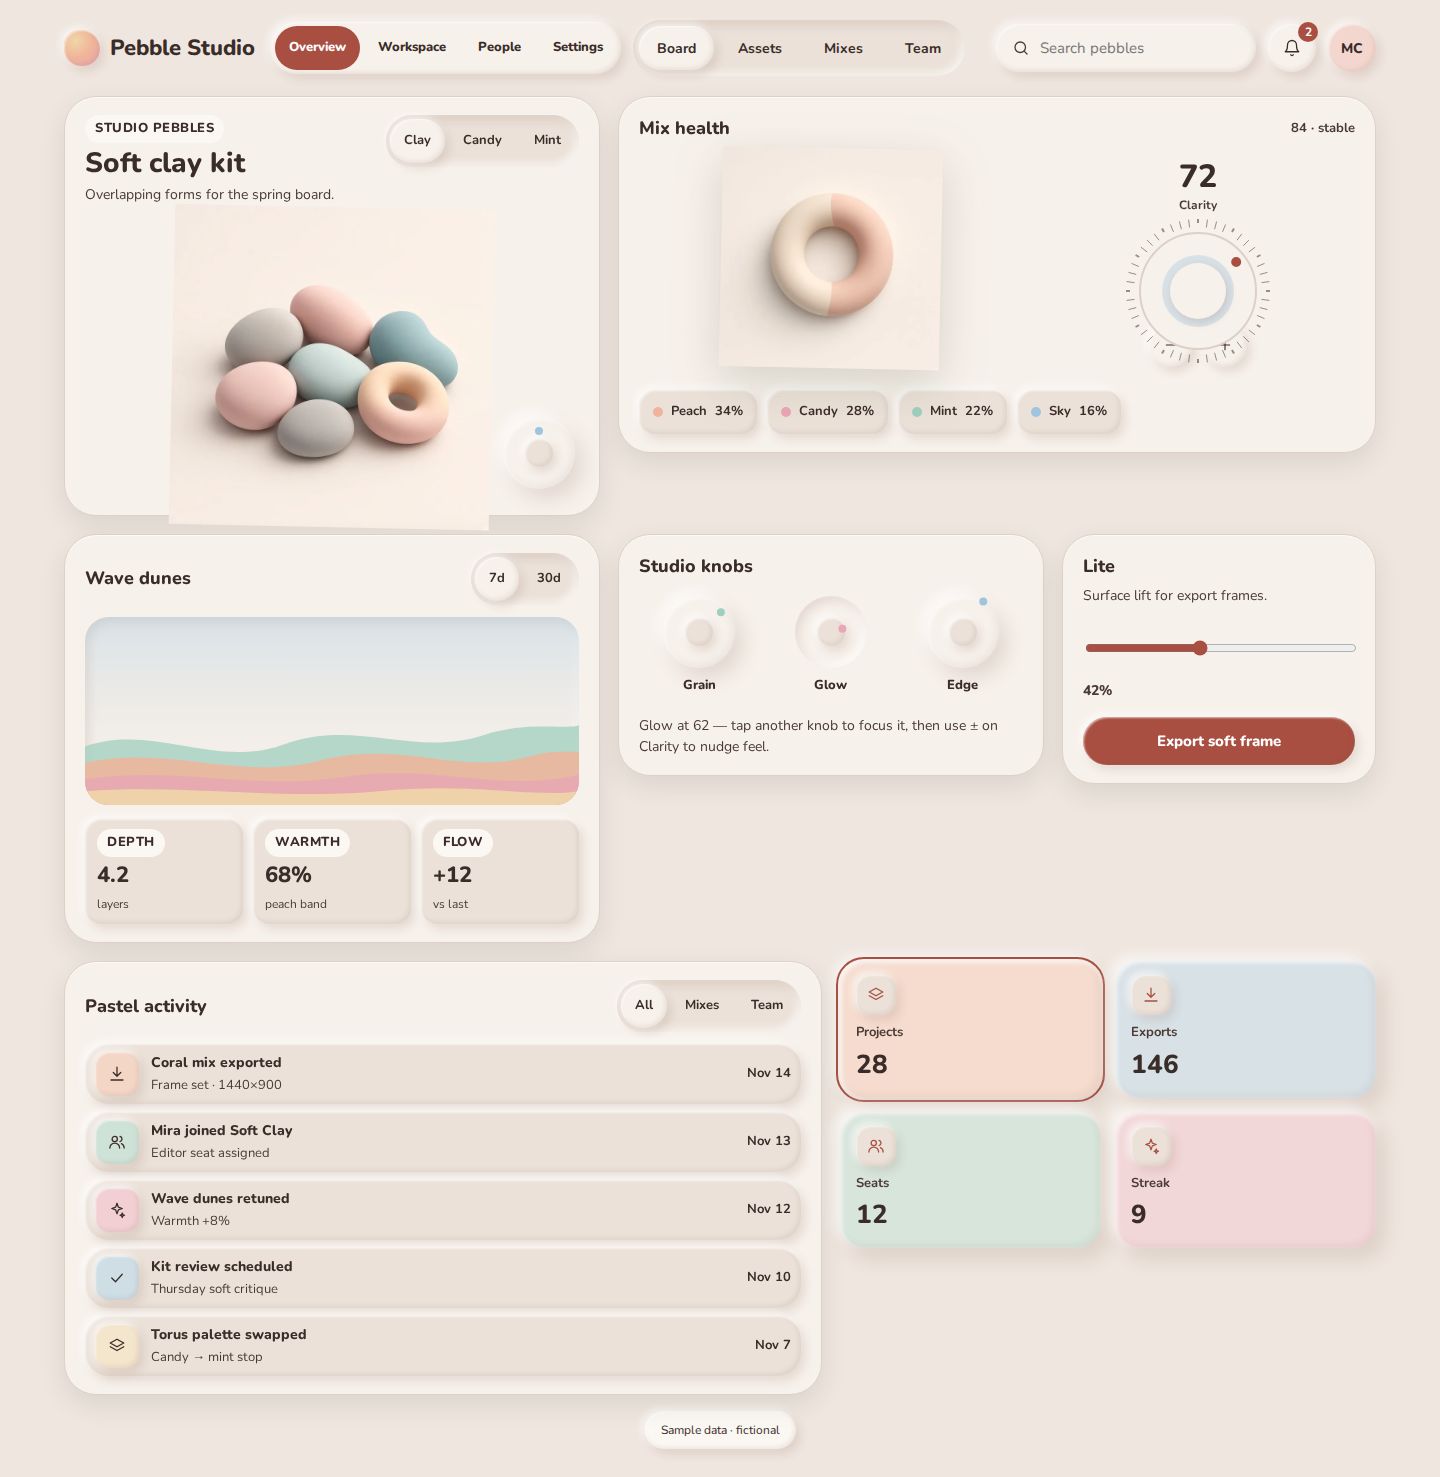 Pebble Studio
Overview
Workspace
People
Settings
Board
Assets
Mixes
Team
Search pebbles
2
MC
STUDIO PEBBLES
Soft clay kit
Overlapping forms for the spring board.
Clay
Candy
Mint
Mix health
84 · stable
72
Clarity
−
+
Peach 34%
Candy 28%
Mint 22%
Sky 16%
Wave dunes
7d
30d
DEPTH
4.2
layers
WARMTH
68%
peach band
FLOW
+12
vs last
Studio knobs
Grain
Glow
Edge
Glow at 62 — tap another knob to focus it, then use ± on
Clarity to nudge feel.
Lite
Surface lift for export frames.
42%
Export soft frame
Pastel activity
All
Mixes
Team
Coral mix exported
Frame set · 1440×900
Nov 14
Mira joined Soft Clay
Editor seat assigned
Nov 13
Wave dunes retuned
Warmth +8%
Nov 12
Kit review scheduled
Thursday soft critique
Nov 10
Torus palette swapped
Candy → mint stop
Nov 7
Projects
28
Exports
146
Seats
12
Streak
9
Sample data · fictional